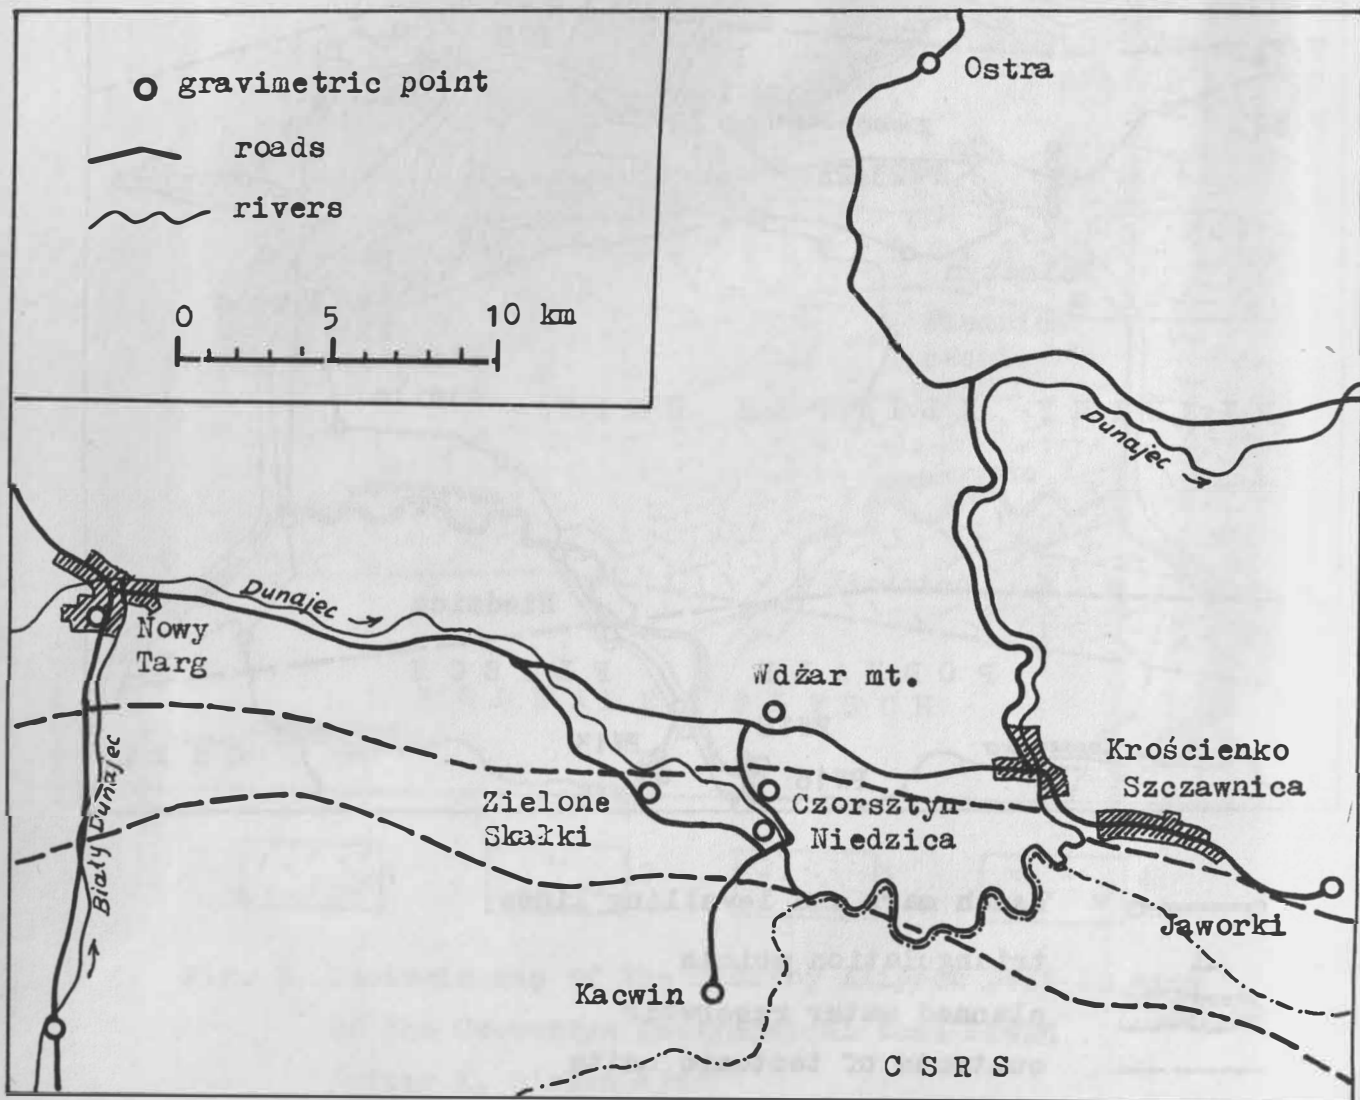 gravimetric point
roads
rivers
0 5 10 km
Ostra
Dunajec
Dunajec
Nowy
Targ
Biały Dunajec
Wdżar mt.
Zielone
Skałki
Czorsztyn
Niedzica
Krościenko
Szczawnica
Jaworki
Kacwin
CSRS